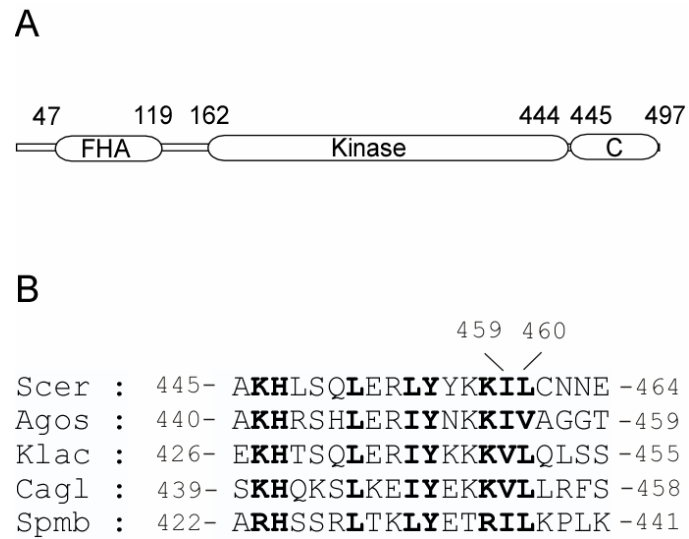 A
47 119 162 444 445 497
FHA Kinase C
B
459 460
Scer : 445- AKHLSQLERLYYKKILCNNE -464
Agos : 440- AKHRSHLERIYNKKIVAGGT -459
Klac : 426- EKHTSQLERIYKKKVLQLSS -455
Cagl : 439- SKHQKSLKEIYEKKVLLRFS -458
Spmb : 422- ARHSSRLTKLYETRILKPLK -441